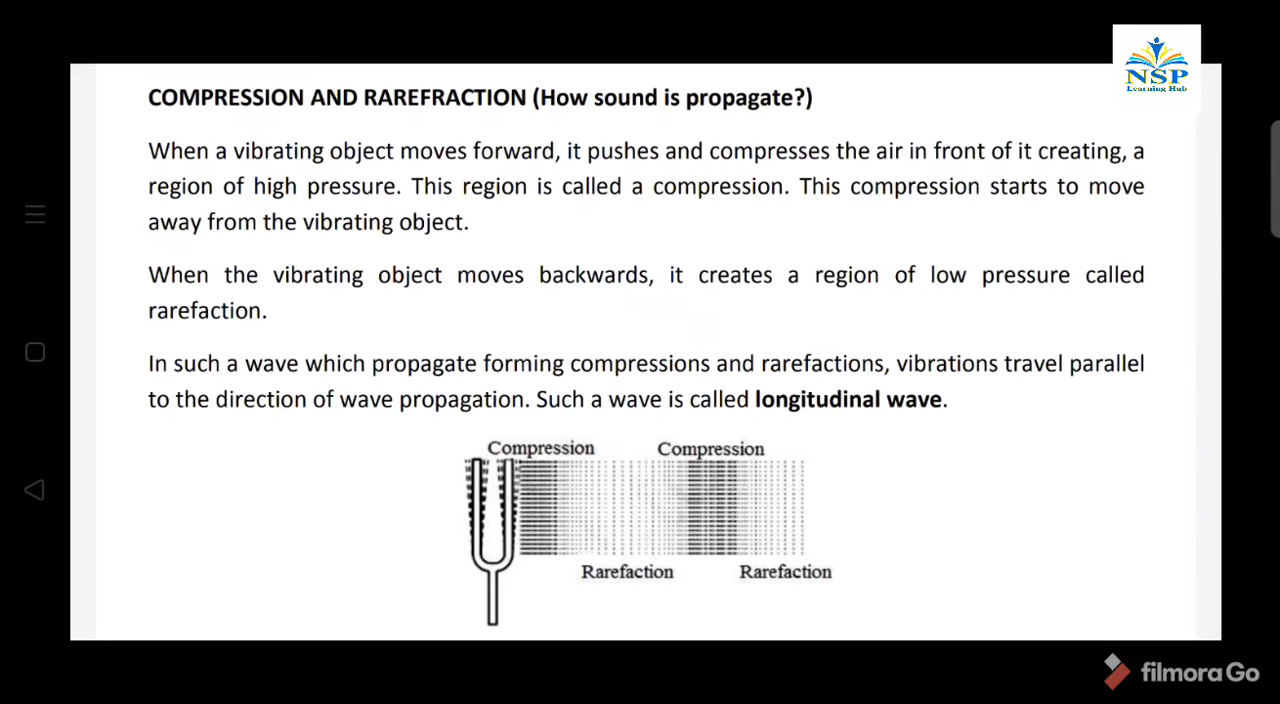 NSP
Learning Hub
COMPRESSION AND RAREFRACTION (How sound is propagate?)
When a vibrating object moves forward, it pushes and compresses the air in front of it creating, a
region of high pressure. This region is called a compression. This compression starts to move
away from the vibrating object.
When the vibrating object moves backwards, it creates a region of low pressure called
rarefaction.
In such a wave which propagate forming compressions and rarefactions, vibrations travel parallel
to the direction of wave propagation. Such a wave is called longitudinal wave.
Compression Compression
Rarefaction Rarefaction
filmora Go